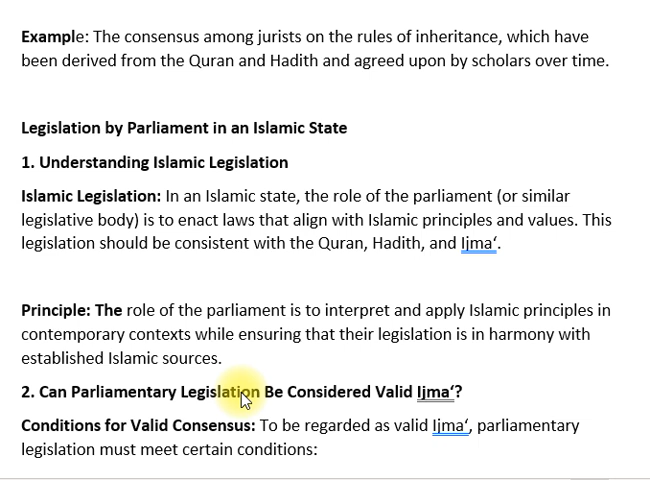 Example: The consensus among jurists on the rules of inheritance, which have
been derived from the Quran and Hadith and agreed upon by scholars over time.
Legislation by Parliament in an Islamic State
1. Understanding Islamic Legislation
Islamic Legislation: In an Islamic state, the role of the parliament (or similar
legislative body) is to enact laws that align with Islamic principles and values. This
legislation should be consistent with the Quran, Hadith, and Ijma‘.
Principle: The role of the parliament is to interpret and apply Islamic principles in
contemporary contexts while ensuring that their legislation is in harmony with
established Islamic sources.
2. Can Parliamentary Legislation Be Considered Valid Ijma‘?
Conditions for Valid Consensus: To be regarded as valid Ijma‘, parliamentary
legislation must meet certain conditions: